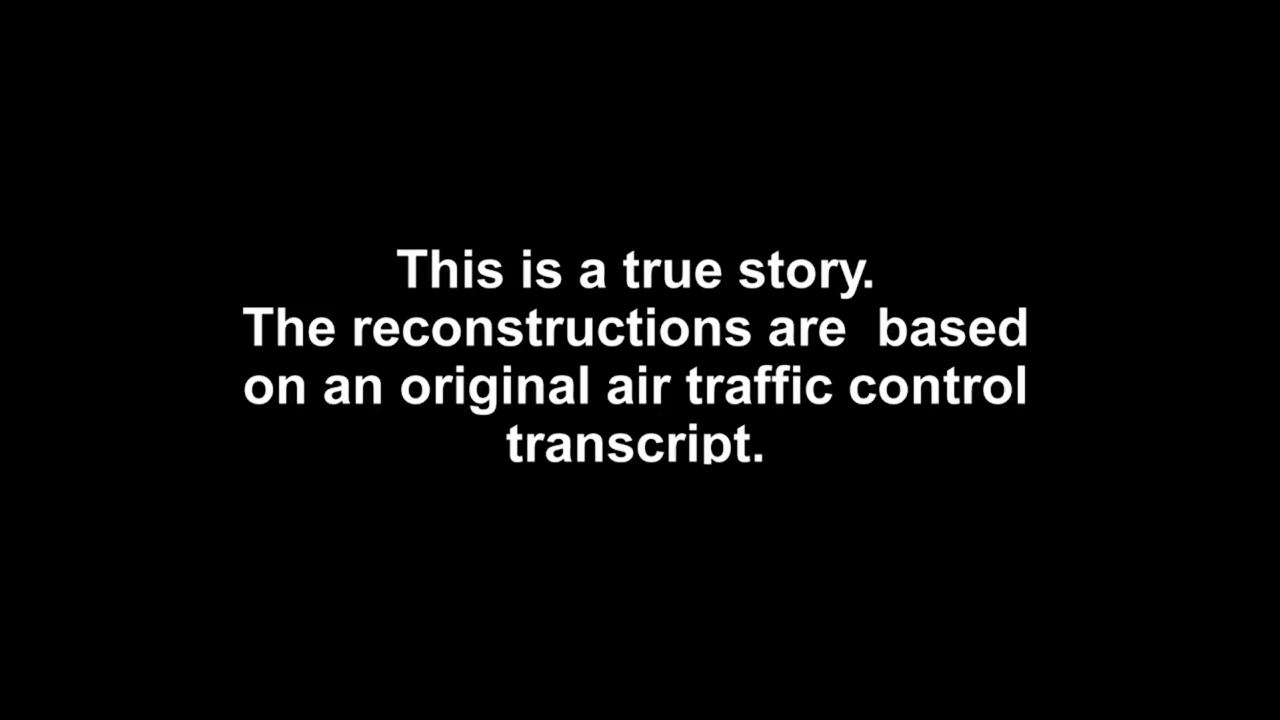 This is a true story.
The reconstructions are  based
on an original air traffic control
transcript.